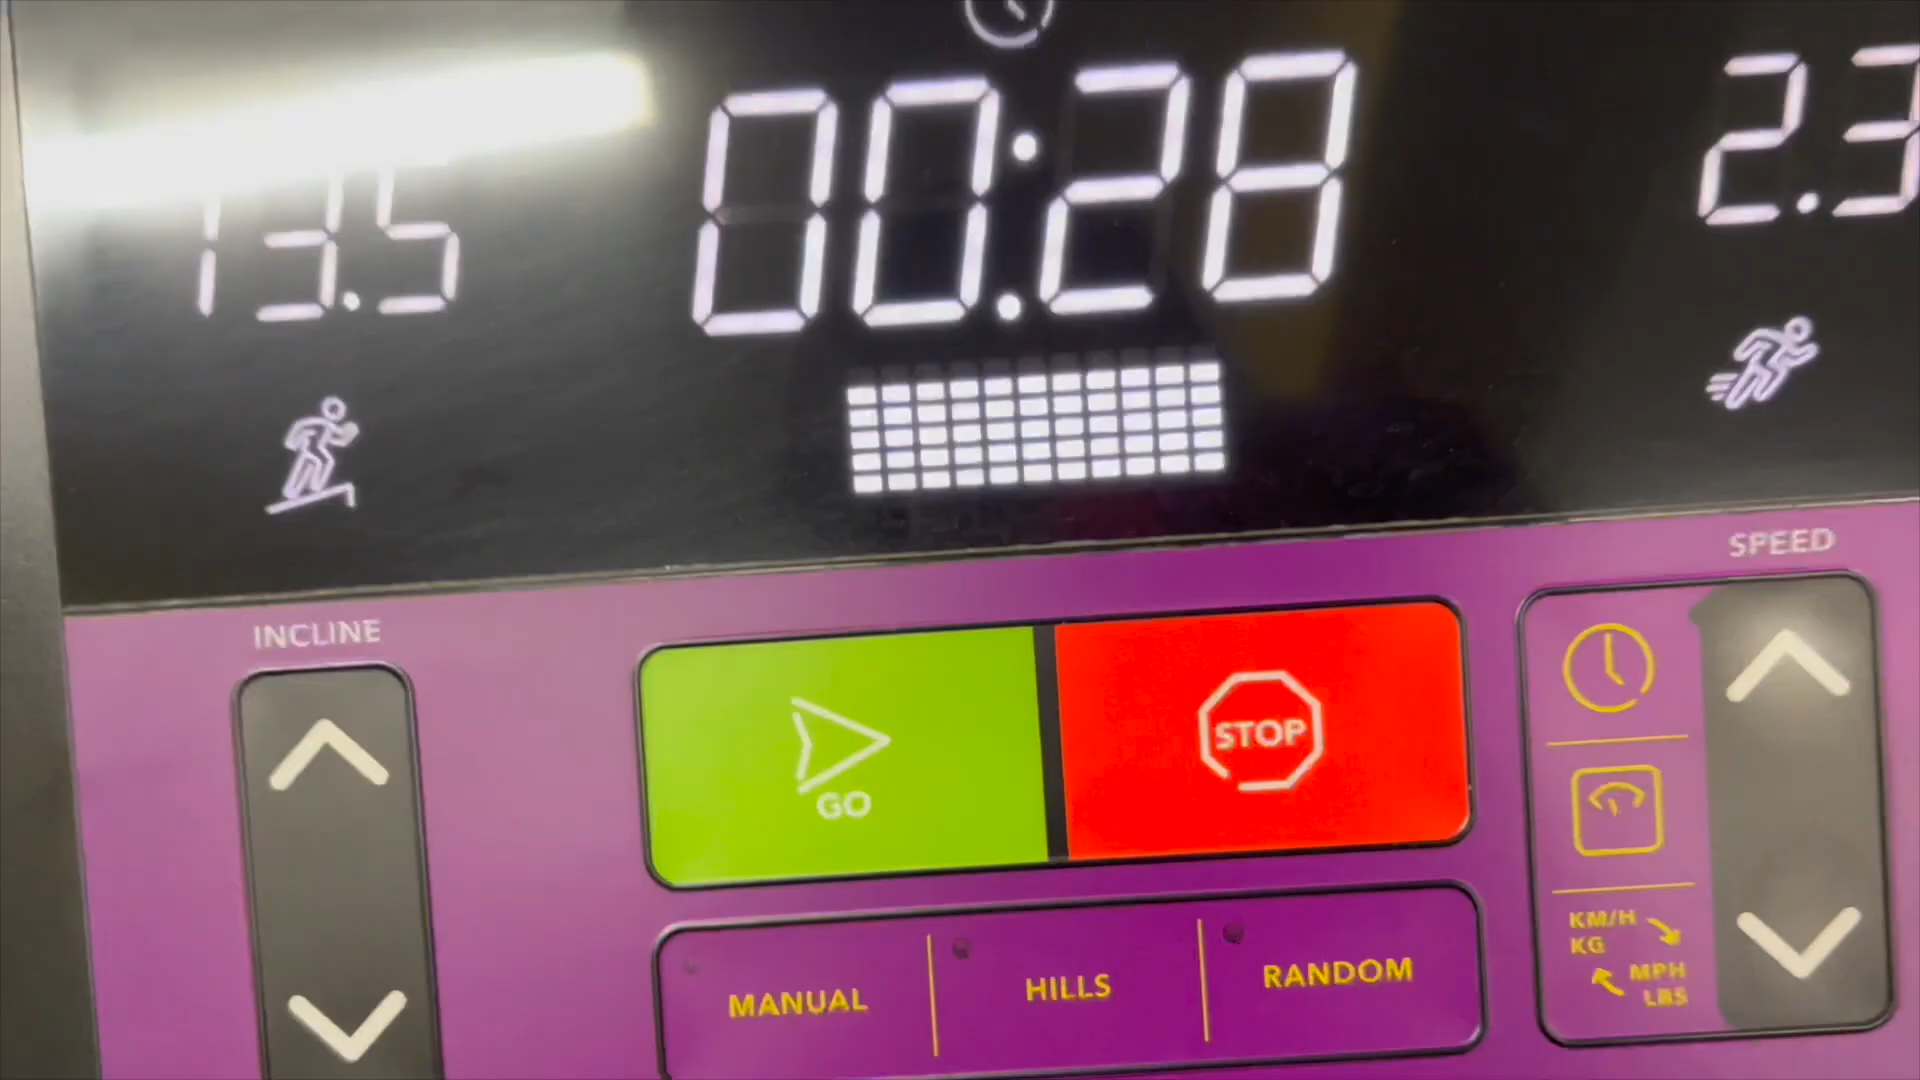 13.5
00:28
2.3
SPEED
INCLINE
GO
STOP
KM/H
KG
MPH
LBS
MANUAL
HILLS
RANDOM